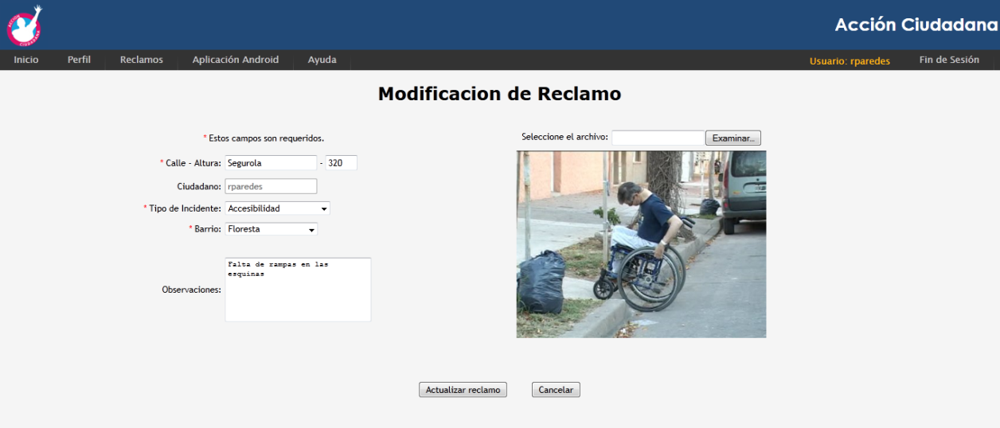 ACCIÓN
CIUDADANA
Acción Ciudadana
Inicio Perfil Reclamos Aplicación Android Ayuda Usuario: rparedes Fin de Sesión
Modificacion de Reclamo
* Estos campos son requeridos.
Seleccione el archivo: Examinar...
* Calle - Altura: Segurola - 320
Ciudadano: rparedes
* Tipo de Incidente: Accesibilidad
* Barrio: Floresta
Observaciones: Falta de rampas en las
esquinas
Actualizar reclamo Cancelar